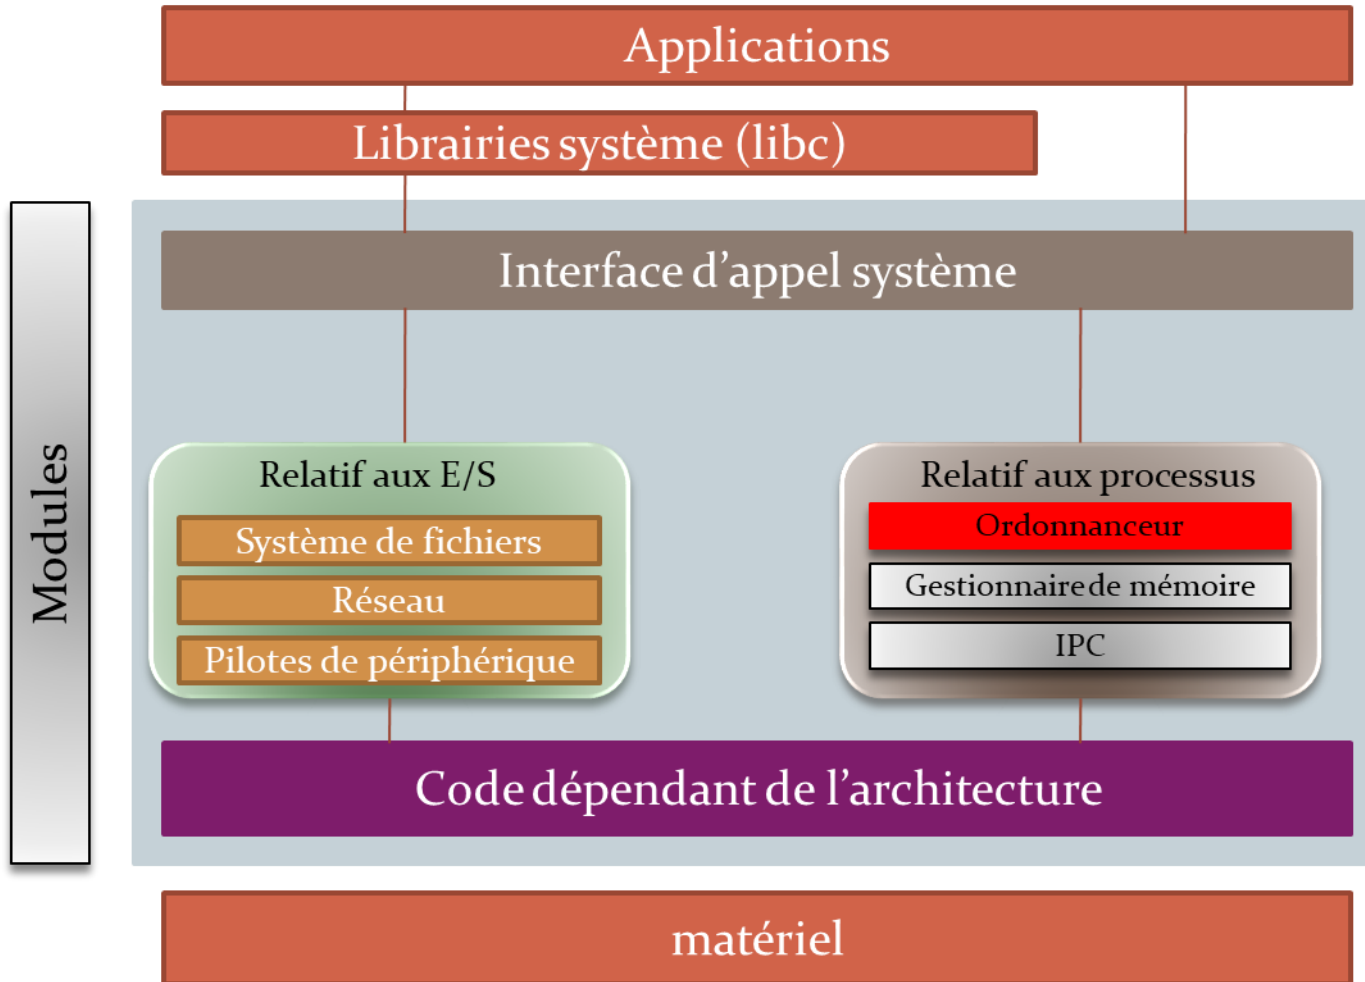 Applications
Librairies système (libc)
Interface d'appel système
Modules
Relatif aux E/S
Système de fichiers
Réseau
Pilotes de périphérique
Relatif aux processus
Ordonnanceur
Gestionnaire de mémoire
IPC
Code dépendant de l'architecture
matériel